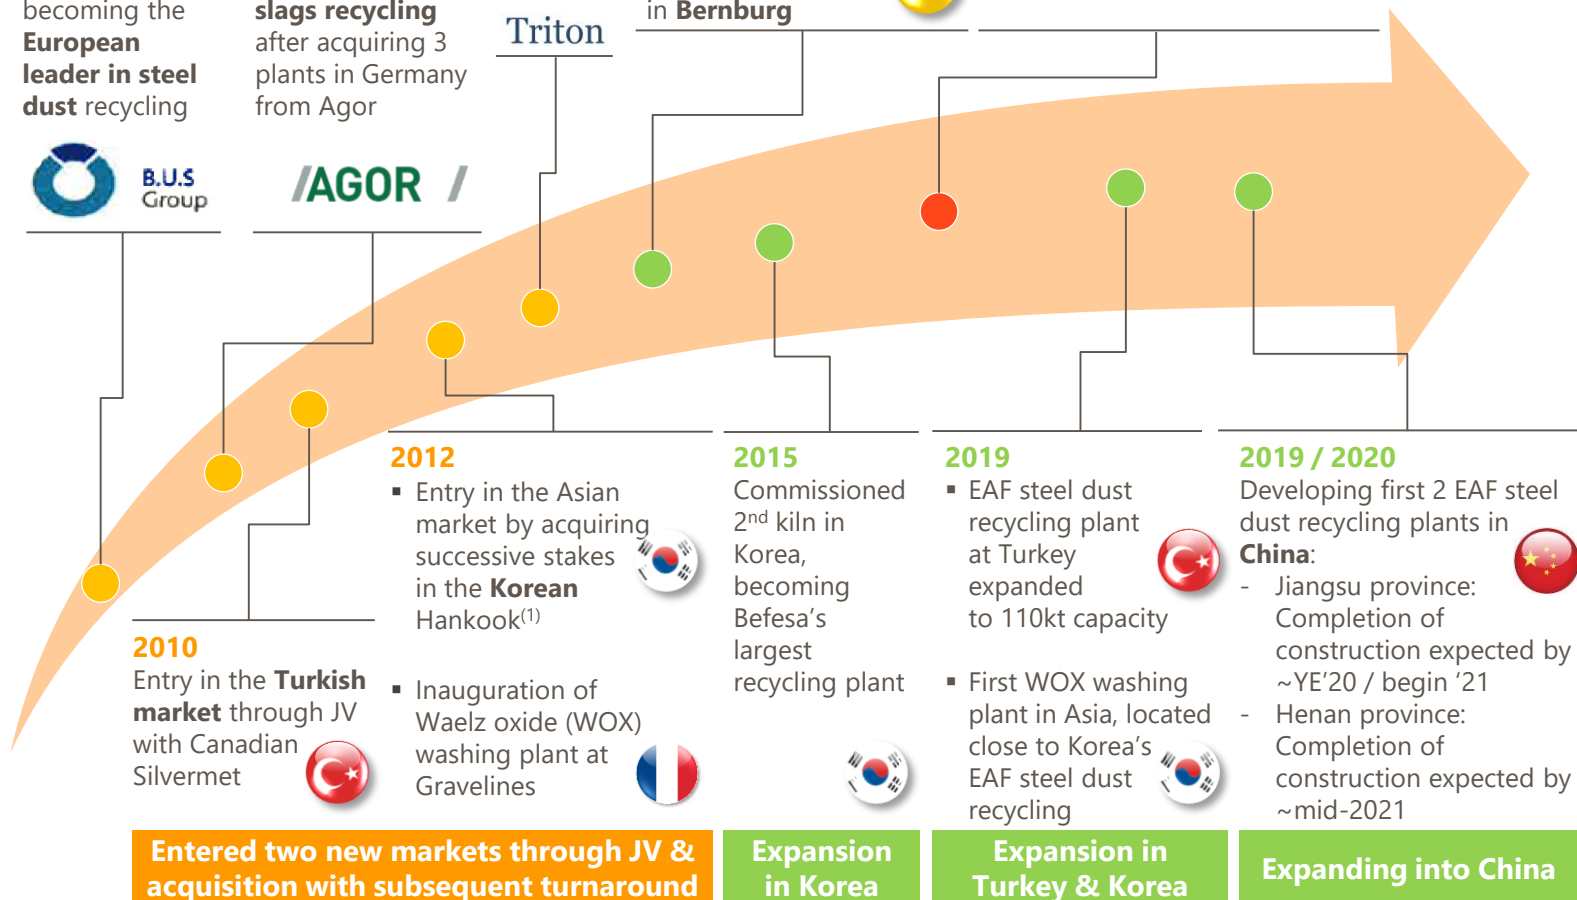 becoming the
European
leader in steel
dust recycling
B.U.S
Group
slags recycling
after acquiring 3
plants in Germany
from Agor
/AGOR /
Triton
in Bernburg
2010
Entry in the Turkish
market through JV
with Canadian
Silvermet
2012
▪ Entry in the Asian
market by acquiring
successive stakes
in the Korean
Hankook(1)
▪ Inauguration of
Waelz oxide (WOX)
washing plant at
Gravelines
2015
Commissioned
2nd kiln in
Korea,
becoming
Befesa’s
largest
recycling plant
2019
▪ EAF steel dust
recycling plant
at Turkey
expanded
to 110kt capacity
▪ First WOX washing
plant in Asia, located
close to Korea’s
EAF steel dust
recycling
2019 / 2020
Developing first 2 EAF steel
dust recycling plants in
China:
- Jiangsu province:
Completion of
construction expected by
~YE’20 / begin ‘21
- Henan province:
Completion of
construction expected by
~mid-2021
Entered two new markets through JV &
acquisition with subsequent turnaround
Expansion
in Korea
Expansion in
Turkey & Korea
Expanding into China